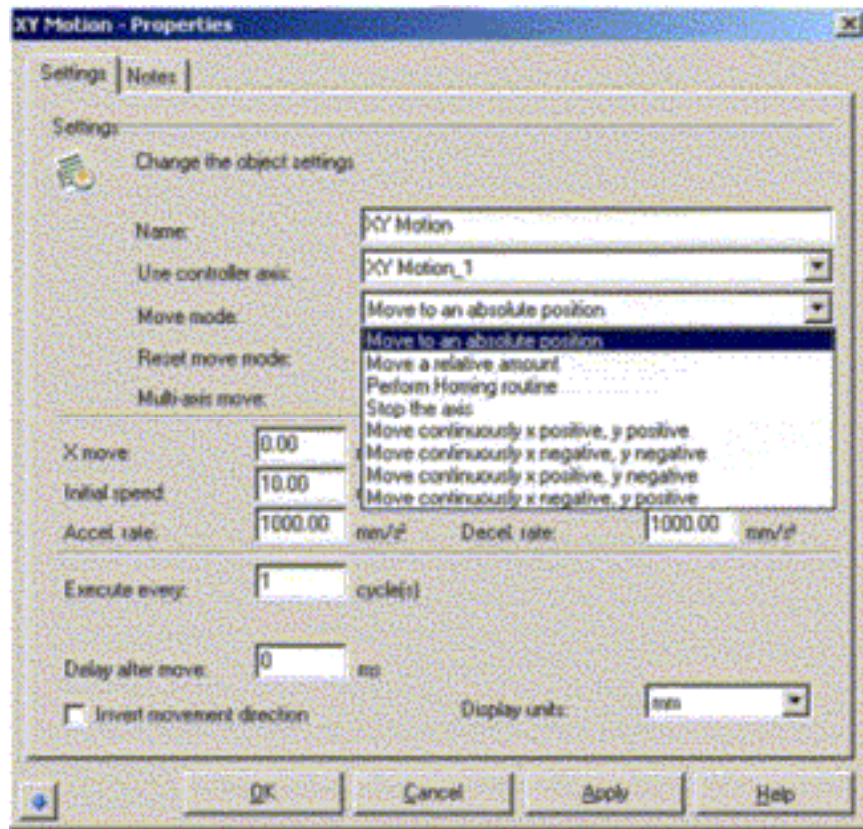 XY Motion - Properties
Settings Notes
Settings
Change the object settings
Name: XY Motion
Use controller axis: XY Motion_1
Move mode: Move to an absolute position
Move to an absolute position
Reset move mode: Move a relative amount
Perform Homing routine
Multi-axis move: Stop the axis
Move continuously x positive, y positive
X move: 0.00 Move continuously x negative, y negative
Initial speed: 10.00 Move continuously x positive, y negative
Move continuously x negative, y positive
Accel. rate: 1000.00 mm/s² Decel. rate: 1000.00 mm/s²
Execute every: 1 cycle(s)
Delay after move: 0 ms
Invert movement direction Display units: mm
OK Cancel Apply Help